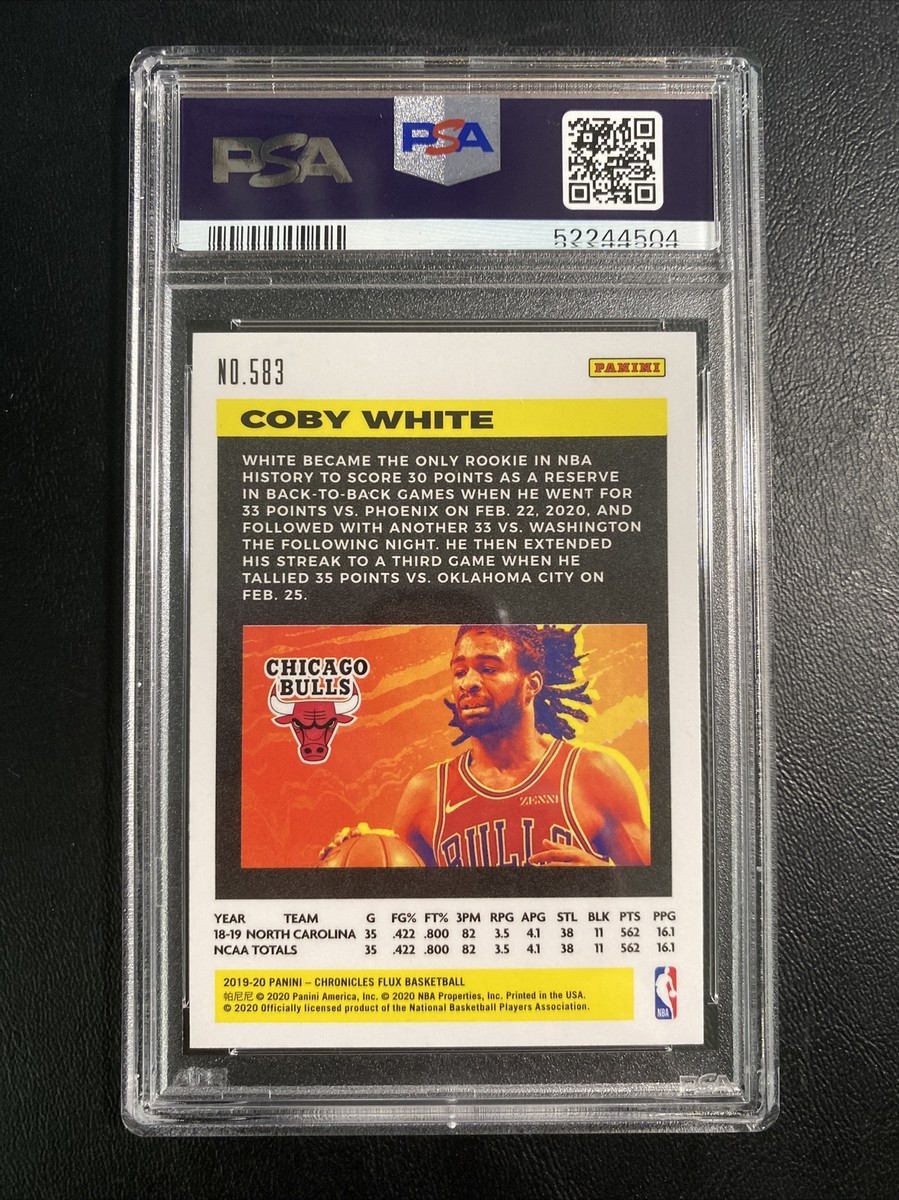 PSA
PSA
52244504
NO.583
PANINI
COBY WHITE
WHITE BECAME THE ONLY ROOKIE IN NBA
HISTORY TO SCORE 30 POINTS AS A RESERVE
IN BACK-TO-BACK GAMES WHEN HE WENT FOR
33 POINTS VS. PHOENIX ON FEB. 22, 2020, AND
FOLLOWED WITH ANOTHER 33 VS. WASHINGTON
THE FOLLOWING NIGHT. HE THEN EXTENDED
HIS STREAK TO A THIRD GAME WHEN HE
TALLIED 35 POINTS VS. OKLAHOMA CITY ON
FEB. 25.
CHICAGO
BULLS
ZENNI
BULLS
YEAR TEAM G FG% FT% 3PM RPG APG STL BLK PTS PPG
18-19 NORTH CAROLINA 35 .422 .800 82 3.5 4.1 38 11 562 16.1
NCAA TOTALS 35 .422 .800 82 3.5 4.1 38 11 562 16.1
2019-20 PANINI – CHRONICLES FLUX BASKETBALL
帕尼尼 © 2020 Panini America, Inc. © 2020 NBA Properties, Inc. Printed in the USA.
© 2020 Officially licensed product of the National Basketball Players Association.
NBA
PSA